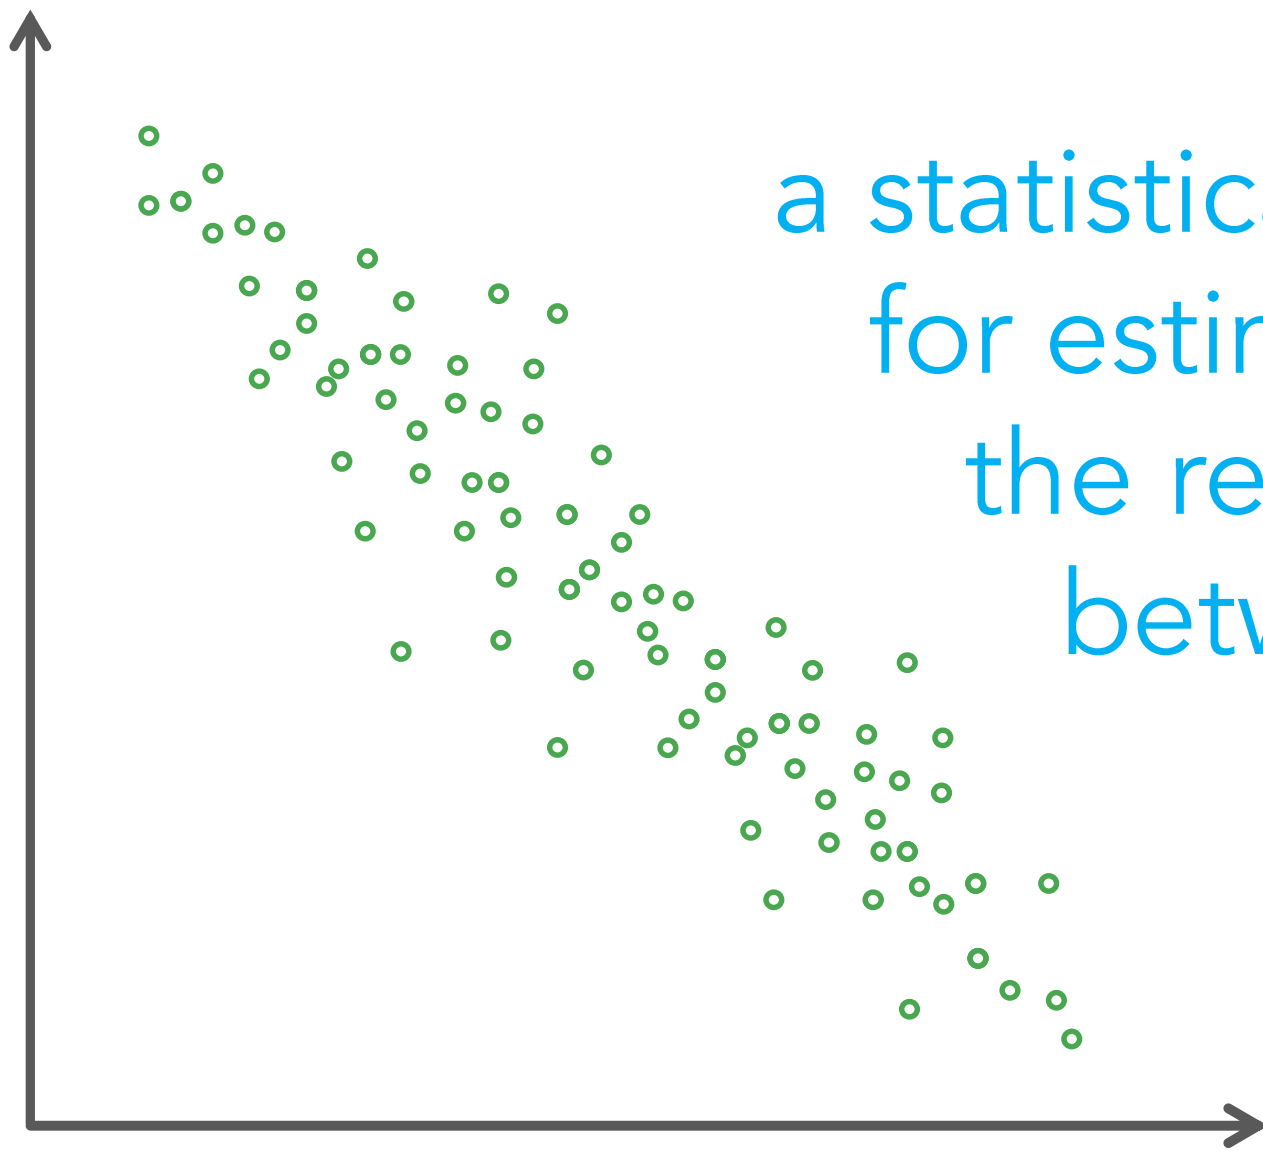 a statistic
for esti
the re
betw